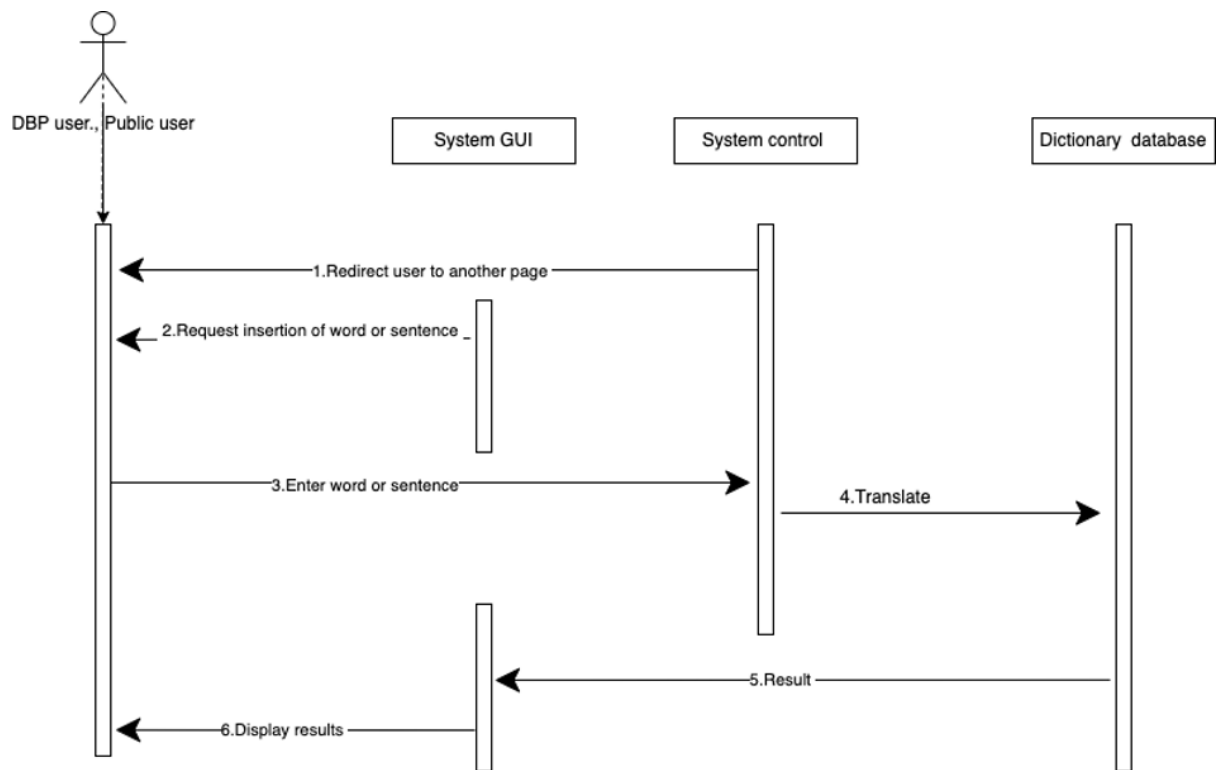 DBP user., Public user
System GUI
System control
Dictionary database
1.Redirect user to another page
2.Request insertion of word or sentence
3.Enter word or sentence
4.Translate
5.Result
6.Display results